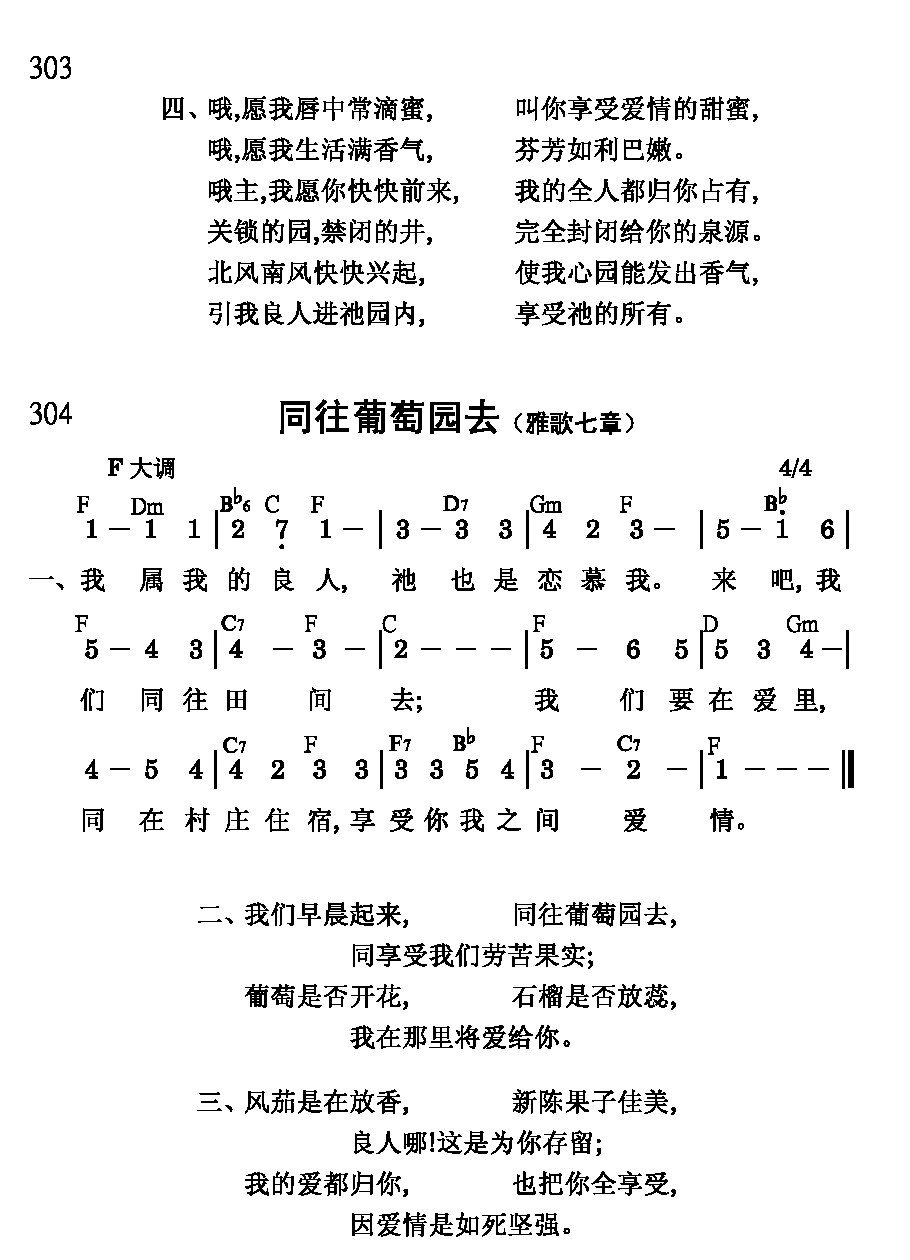 303
四、哦,愿我唇中常滴蜜, 叫你享受爱情的甜蜜,
哦,愿我生活满香气, 芬芳如利巴嫩。
哦主,我愿你快快前来, 我的全人都归你占有,
关锁的园,禁闭的井, 完全封闭给你的泉源。
北风南风快快兴起, 使我心园能发出香气,
引我良人进祂园内, 享受祂的所有。
304 同往葡萄园去（雅歌七章）
F 大调 4/4
F Dm B♭6 C F D7 Gm F B♭
1 – 1 1 | 2 7̣ 1 – | 3 – 3 3 | 4 2 3 – | 5 – 1̇ 6 |
一、我 属 我 的 良 人, 祂 也 是 恋 慕 我。 来 吧, 我
F C7 F C F D Gm
5 – 4 3 | 4 – 3 – | 2 – – – | 5 – 6 5 | 5 3 4 – |
们 同 往 田 间 去; 我 们 要 在 爱 里,
C7 F F7 B♭ F C7 F
4 – 5 4 | 4 2 3 3 | 3 3 5 4 | 3 – 2 – | 1 – – – ‖
同 在 村 庄 住 宿, 享 受 你 我 之 间 爱 情。
二、我们早晨起来, 同往葡萄园去,
同享受我们劳苦果实;
葡萄是否开花, 石榴是否放蕊,
我在那里将爱给你。
三、风茄是在放香, 新陈果子佳美,
良人哪!这是为你存留;
我的爱都归你, 也把你全享受,
因爱情是如死坚强。